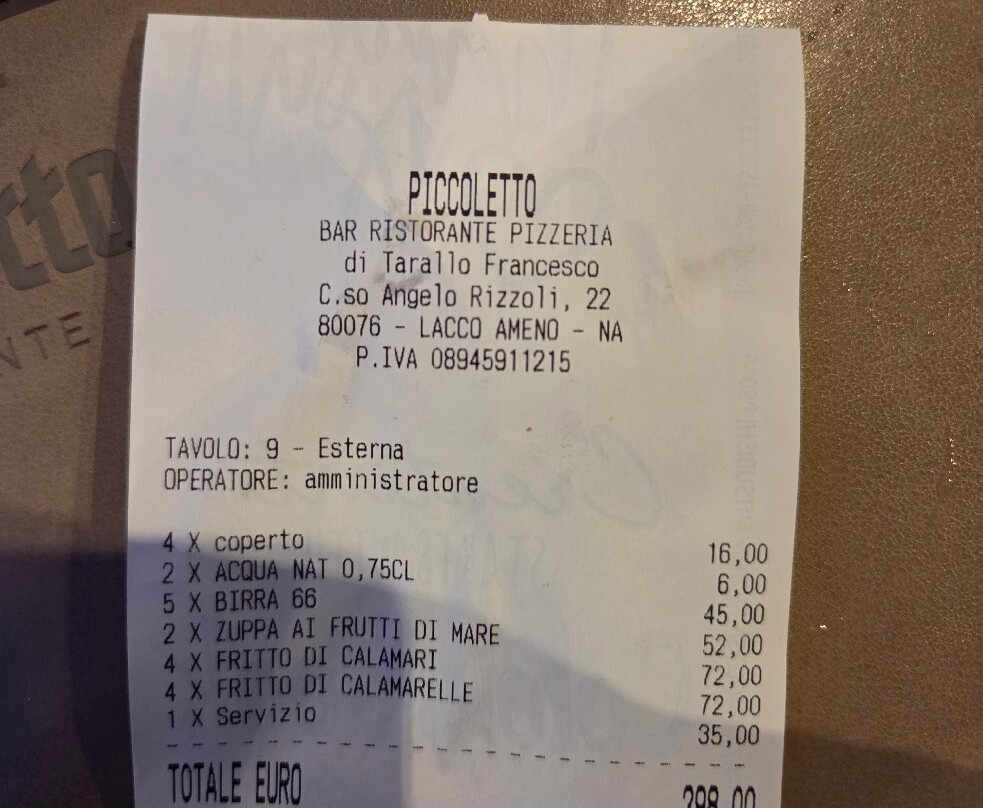 PICCOLETTO
BAR RISTORANTE PIZZERIA
di Tarallo Francesco
C.so Angelo Rizzoli, 22
80076 - LACCO AMENO - NA
P.IVA 08945911215
TAVOLO: 9 - Esterna
OPERATORE: amministratore
4 X coperto 16,00
2 X ACQUA NAT 0,75CL 6,00
5 X BIRRA 66 45,00
2 X ZUPPA AI FRUTTI DI MARE 52,00
4 X FRITTO DI CALAMARI 72,00
4 X FRITTO DI CALAMARELLE 72,00
1 X Servizio 35,00
TOTALE EURO 298,00